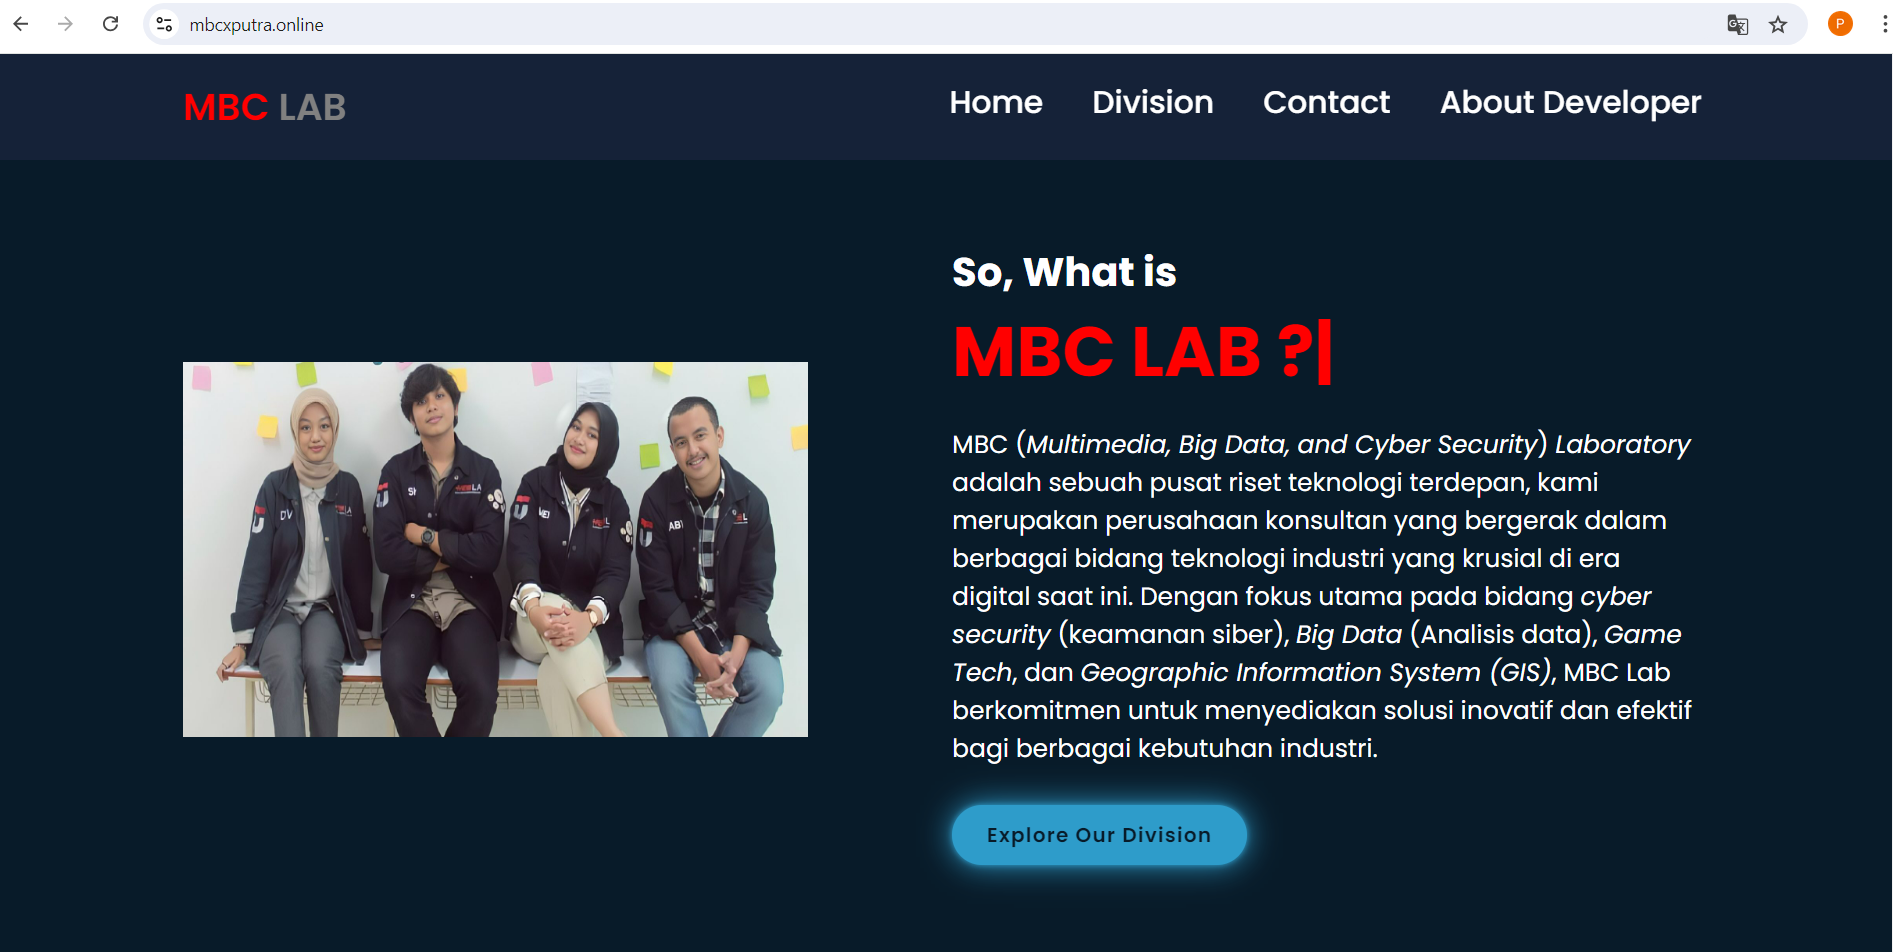 mbcxputra.online
P
MBC LAB
Home Division Contact About Developer
So, What is
MBC LAB ?|
MBC (Multimedia, Big Data, and Cyber Security) Laboratory
adalah sebuah pusat riset teknologi terdepan, kami
merupakan perusahaan konsultan yang bergerak dalam
berbagai bidang teknologi industri yang krusial di era
digital saat ini. Dengan fokus utama pada bidang cyber
security (keamanan siber), Big Data (Analisis data), Game
Tech, dan Geographic Information System (GIS), MBC Lab
berkomitmen untuk menyediakan solusi inovatif dan efektif
bagi berbagai kebutuhan industri.
Explore Our Division